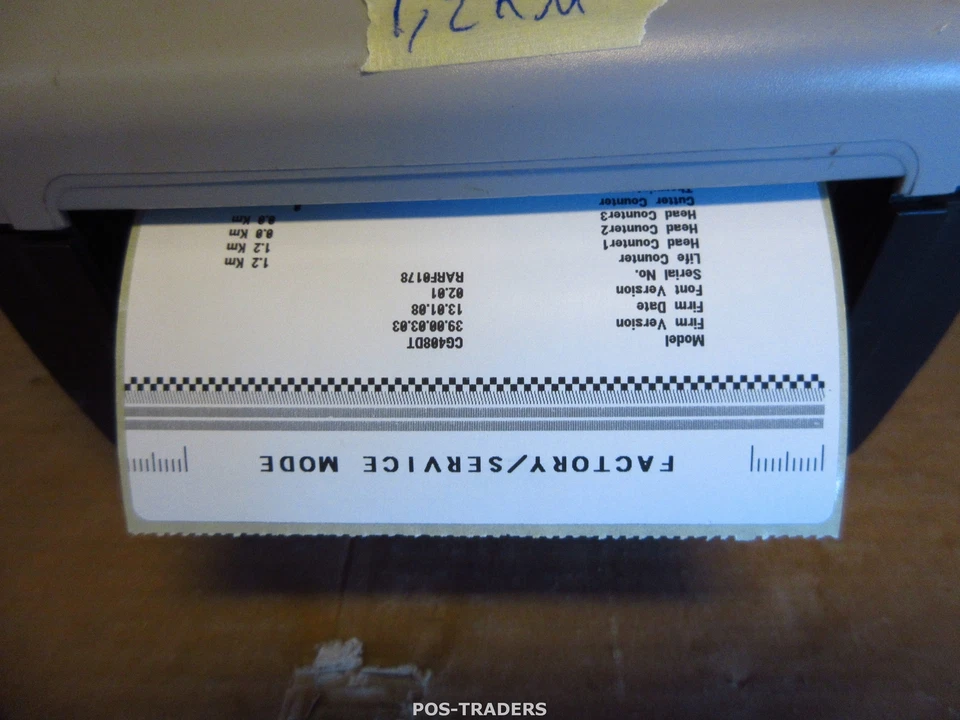 1,2 KM
FACTORY/SERVICE MODE
Model CG408DT
Firm Version 39.00.03.03
Firm Date 13.01.08
Font Version 02.01
Serial No. RARF0178
Life Counter 1.2 Km
Head Counter1 1.2 Km
Head Counter2 0.0 Km
Head Counter3 0.0 Km
Cutter Counter
POS-TRADERS